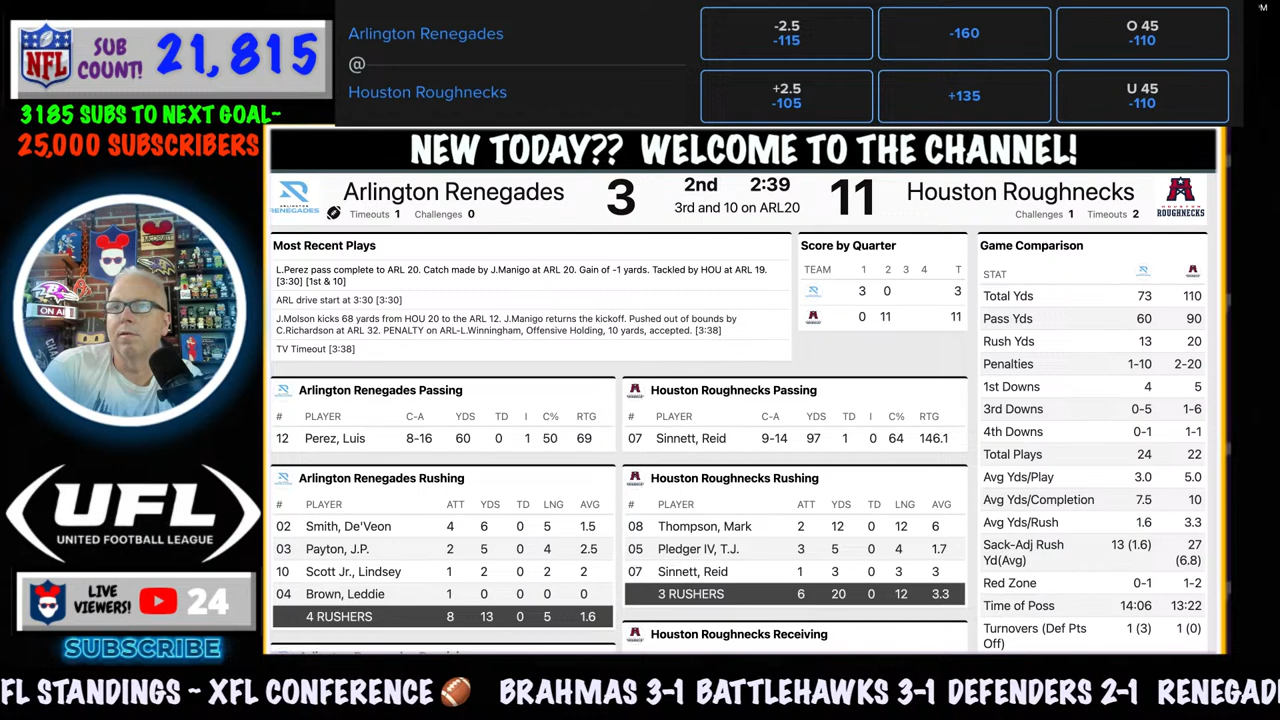 SUB COUNT! 21,815
3185 SUBS TO NEXT GOAL~
25,000 SUBSCRIBERS
Arlington Renegades -2.5 -115 -160 O 45 -110
@
Houston Roughnecks +2.5 -105 +135 U 45 -110
NEW TODAY?? WELCOME TO THE CHANNEL!
Arlington Renegades 3 2nd 2:39 11 Houston Roughnecks
Timeouts 1 Challenges 0 3rd and 10 on ARL20 Challenges 1 Timeouts 2
RENEGADES
ROUGHNECKS
Most Recent Plays
L.Perez pass complete to ARL 20. Catch made by J.Manigo at ARL 20. Gain of -1 yards. Tackled by HOU at ARL 19.
[3:30] [1st & 10]
ARL drive start at 3:30 [3:30]
J.Molson kicks 68 yards from HOU 20 to the ARL 12. J.Manigo returns the kickoff. Pushed out of bounds by
C.Richardson at ARL 32. PENALTY on ARL-L.Winningham, Offensive Holding, 10 yards, accepted. [3:38]
TV Timeout [3:38]
Score by Quarter
TEAM 1 2 3 4 T
3 0 3
0 11 11
Game Comparison
STAT
Total Yds 73 110
Pass Yds 60 90
Rush Yds 13 20
Penalties 1-10 2-20
1st Downs 4 5
3rd Downs 0-5 1-6
4th Downs 0-1 1-1
Total Plays 24 22
Avg Yds/Play 3.0 5.0
Avg Yds/Completion 7.5 10
Avg Yds/Rush 1.6 3.3
Sack-Adj Rush 13 (1.6) 27
Yd(Avg) (6.8)
Red Zone 0-1 1-2
Time of Poss 14:06 13:22
Turnovers (Def Pts 1 (3) 1 (0)
Off)
Arlington Renegades Passing
# PLAYER C-A YDS TD I C% RTG
12 Perez, Luis 8-16 60 0 1 50 69
Houston Roughnecks Passing
# PLAYER C-A YDS TD I C% RTG
07 Sinnett, Reid 9-14 97 1 0 64 146.1
Arlington Renegades Rushing
# PLAYER ATT YDS TD LNG AVG
02 Smith, De'Veon 4 6 0 5 1.5
03 Payton, J.P. 2 5 0 4 2.5
10 Scott Jr., Lindsey 1 2 0 2 2
04 Brown, Leddie 1 0 0 0 0
4 RUSHERS 8 13 0 5 1.6
Houston Roughnecks Rushing
# PLAYER ATT YDS TD LNG AVG
08 Thompson, Mark 2 12 0 12 6
05 Pledger IV, T.J. 3 5 0 4 1.7
07 Sinnett, Reid 1 3 0 3 3
3 RUSHERS 6 20 0 12 3.3
Houston Roughnecks Receiving
NFL
UFL
UNITED FOOTBALL LEAGUE
LIVE VIEWERS! 24
SUBSCRIBE
FL STANDINGS ~ XFL CONFERENCE 🏈 BRAHMAS 3-1 BATTLEHAWKS 3-1 DEFENDERS 2-1 RENEGAD